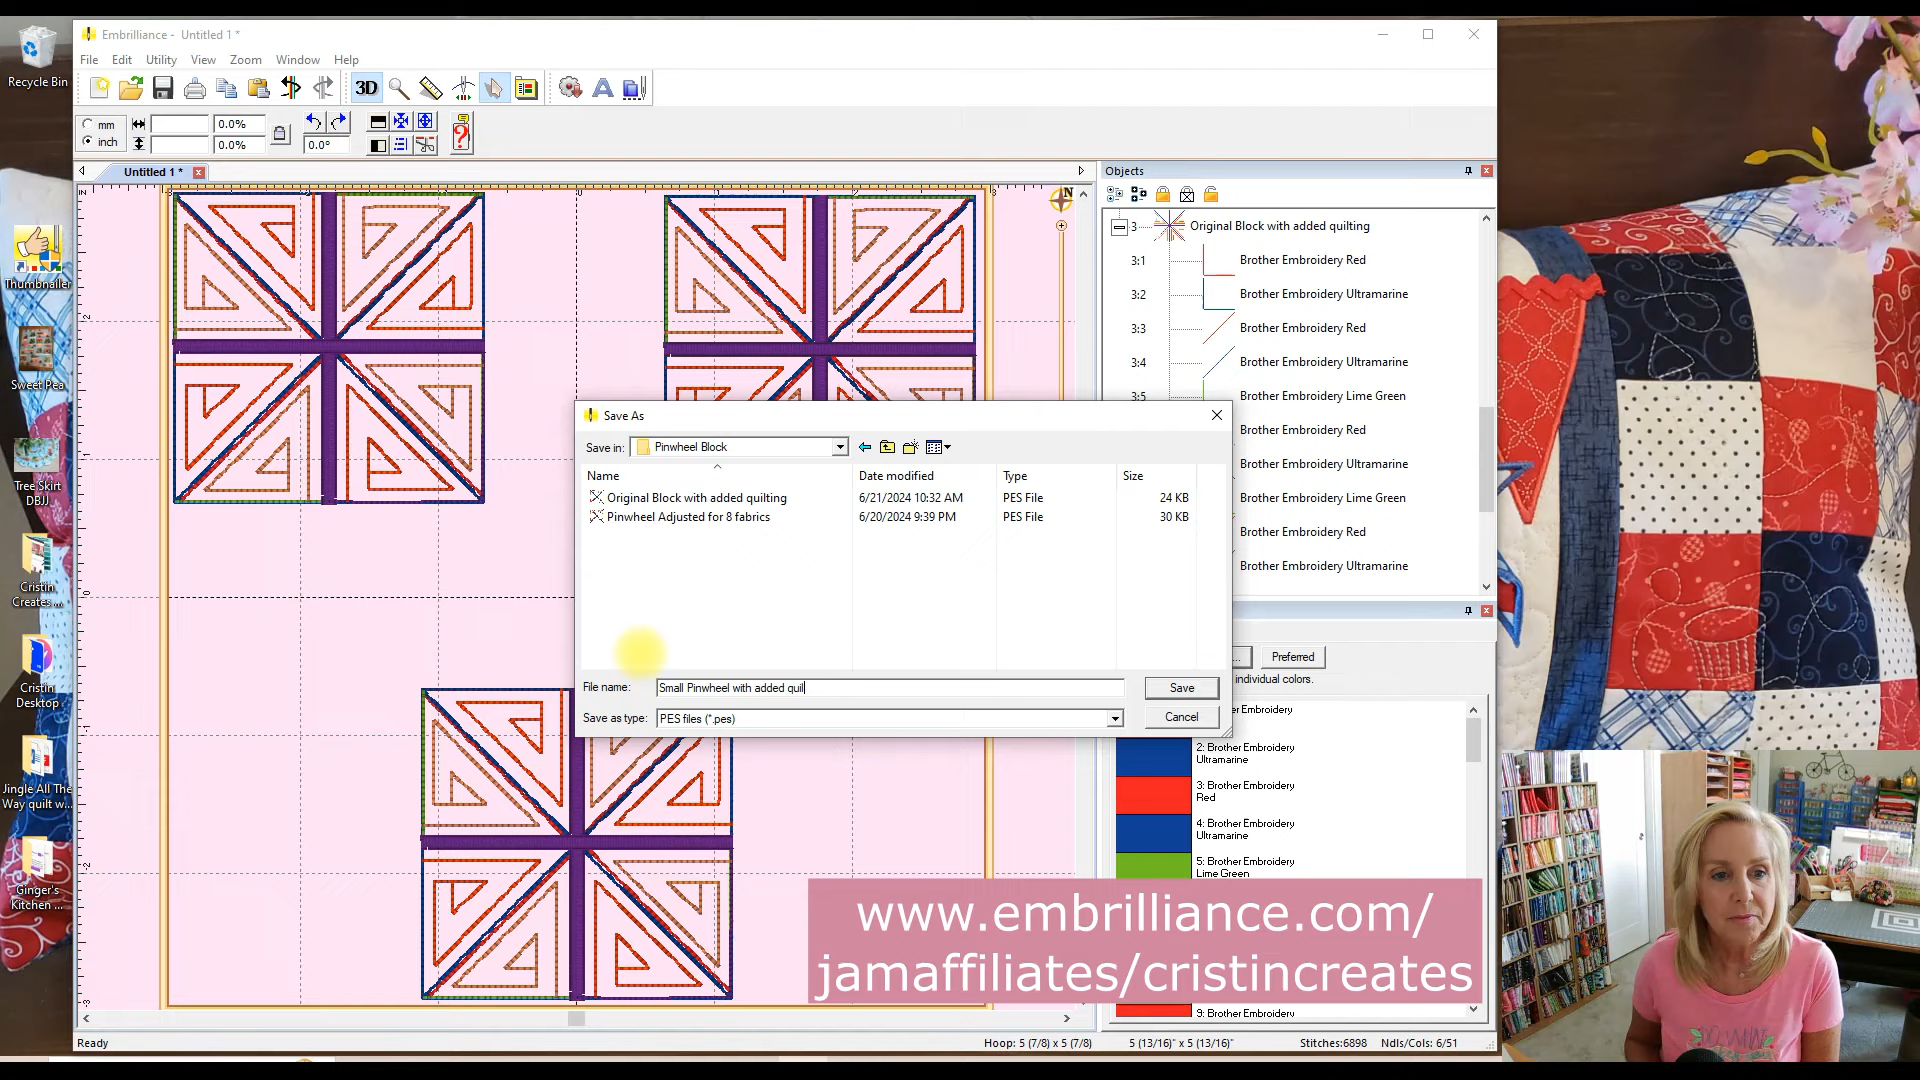 Recycle Bin
Thumbnailer
Sweet Pea
Tree Skirt
DBJJ
Cristin
Creates ...
Cristin
Desktop
Jingle All The
Way quilt w...
Ginger's
Kitchen ...
Embrilliance - Untitled 1 *
File Edit Utility View Zoom Window Help
3D
mm
inch
0.0%
0.0%
0.0°
Untitled 1 *
N
Objects
3 Original Block with added quilting
3:1 Brother Embroidery Red
3:2 Brother Embroidery Ultramarine
3:3 Brother Embroidery Red
3:4 Brother Embroidery Ultramarine
3:5 Brother Embroidery Lime Green
Brother Embroidery Red
Brother Embroidery Ultramarine
Brother Embroidery Lime Green
Brother Embroidery Red
Brother Embroidery Ultramarine
Save As
Save in: Pinwheel Block
Name Date modified Type Size
Original Block with added quilting 6/21/2024 10:32 AM PES File 24 KB
Pinwheel Adjusted for 8 fabrics 6/20/2024 9:39 PM PES File 30 KB
File name: Small Pinwheel with added quil
Save
Save as type: PES files (*.pes)
Cancel
... Preferred
individual colors.
er Embroidery
2: Brother Embroidery
Ultramarine
3: Brother Embroidery
Red
4: Brother Embroidery
Ultramarine
5: Brother Embroidery
Lime Green
9: Brother Embroidery
www.embrilliance.com/
jamaffiliates/cristincreates
Ready
Hoop: 5 (7/8) x 5 (7/8)
5 (13/16)" x 5 (13/16)"
Stitches:6898
Ndls/Cols: 6/51